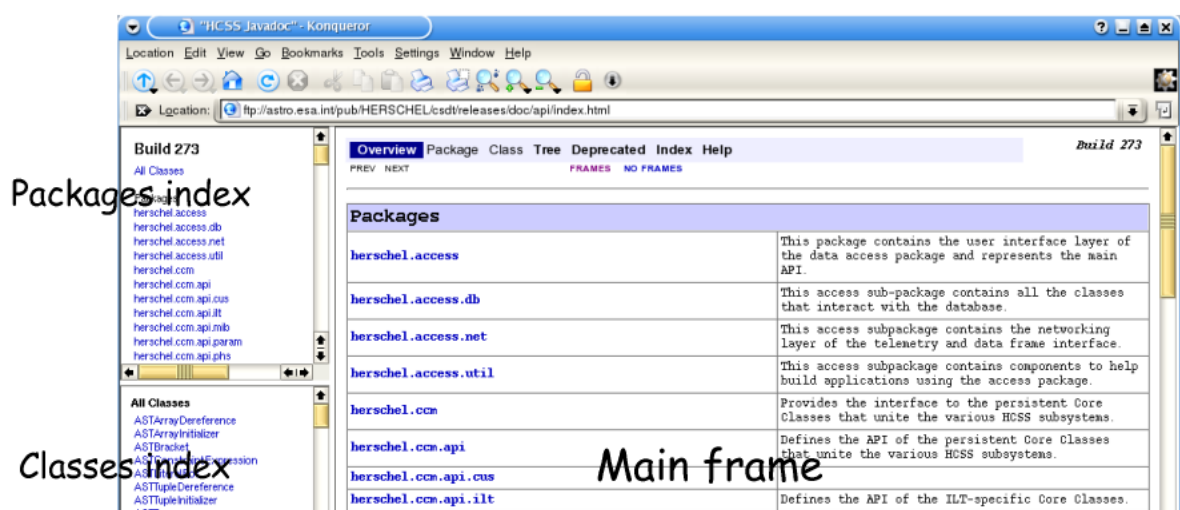 "HCSS Javadoc" - Konqueror
Location Edit View Go Bookmarks Tools Settings Window Help
Location: ftp://astro.esa.int/pub/HERSCHEL/csdt/releases/doc/api/index.html
Build 273
All Classes
Packages index
Packages
herschel.access
herschel.access.db
herschel.access.net
herschel.access.util
herschel.ccm
herschel.ccm.api
herschel.ccm.api.cus
herschel.ccm.api.ilt
herschel.ccm.api.mib
herschel.ccm.api.param
herschel.ccm.api.phs
All Classes
ASTArrayDereference
ASTArrayInitializer
ASTBracket
Classes index
ASTTupleDereference
ASTTupleInitializer
Overview Package Class Tree Deprecated Index Help
Build 273
PREV NEXT FRAMES NO FRAMES
Packages
herschel.access
This package contains the user interface layer of
the data access package and represents the main
API.
herschel.access.db
This access sub-package contains all the classes
that interact with the database.
herschel.access.net
This access subpackage contains the networking
layer of the telemetry and data frame interface.
herschel.access.util
This access subpackage contains components to help
build applications using the access package.
herschel.ccm
Provides the interface to the persistent Core
Classes that unite the various HCSS subsystems.
herschel.ccm.api
Defines the API of the persistent Core Classes
that unite the various HCSS subsystems.
Main frame
herschel.ccm.api.cus
herschel.ccm.api.ilt
Defines the API of the ILT-specific Core Classes.